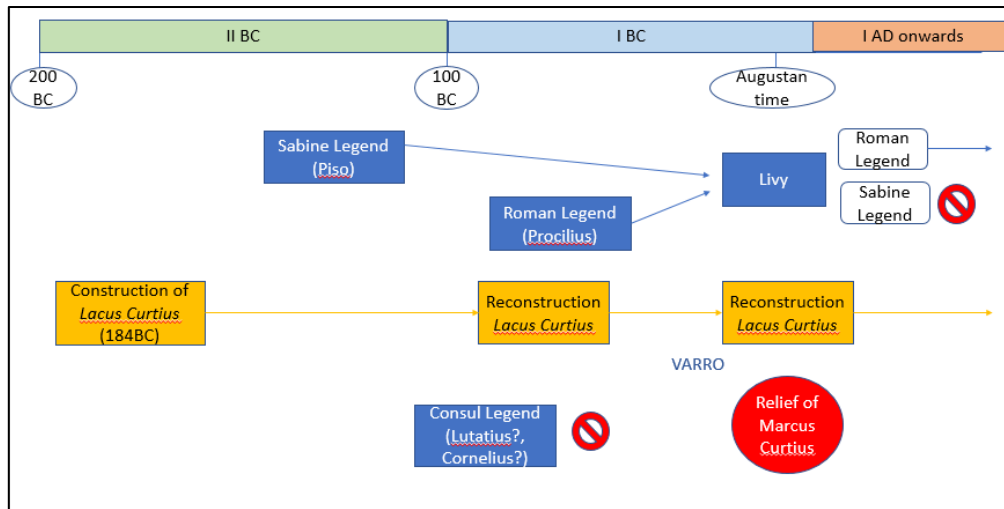 II BC
I BC
I AD onwards
200
BC
100
BC
Augustan
time
Sabine Legend
(Piso)
Roman
Legend
Livy
Sabine
Legend
Roman Legend
(Procilius)
Construction of
Lacus Curtius
(184BC)
Reconstruction
Lacus Curtius
Reconstruction
Lacus Curtius
VARRO
Consul Legend
(Lutatius?,
Cornelius?)
Relief of
Marcus
Curtius